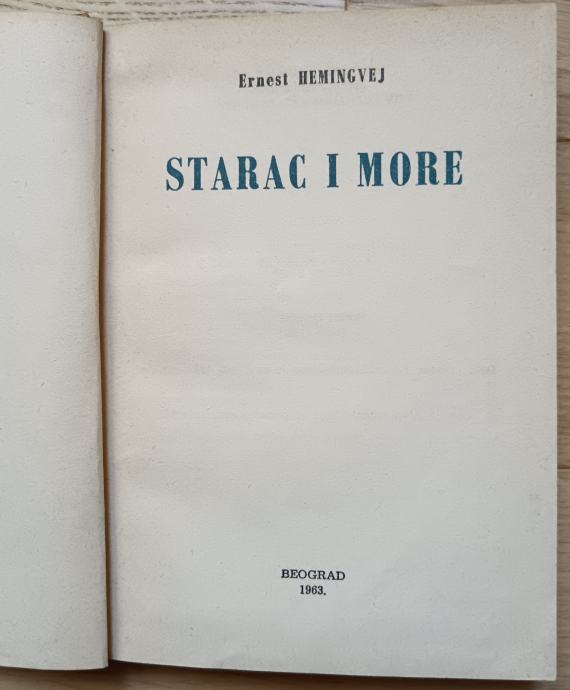 Ernest HEMINGVEJ
STARAC I MORE
BEOGRAD
1963.